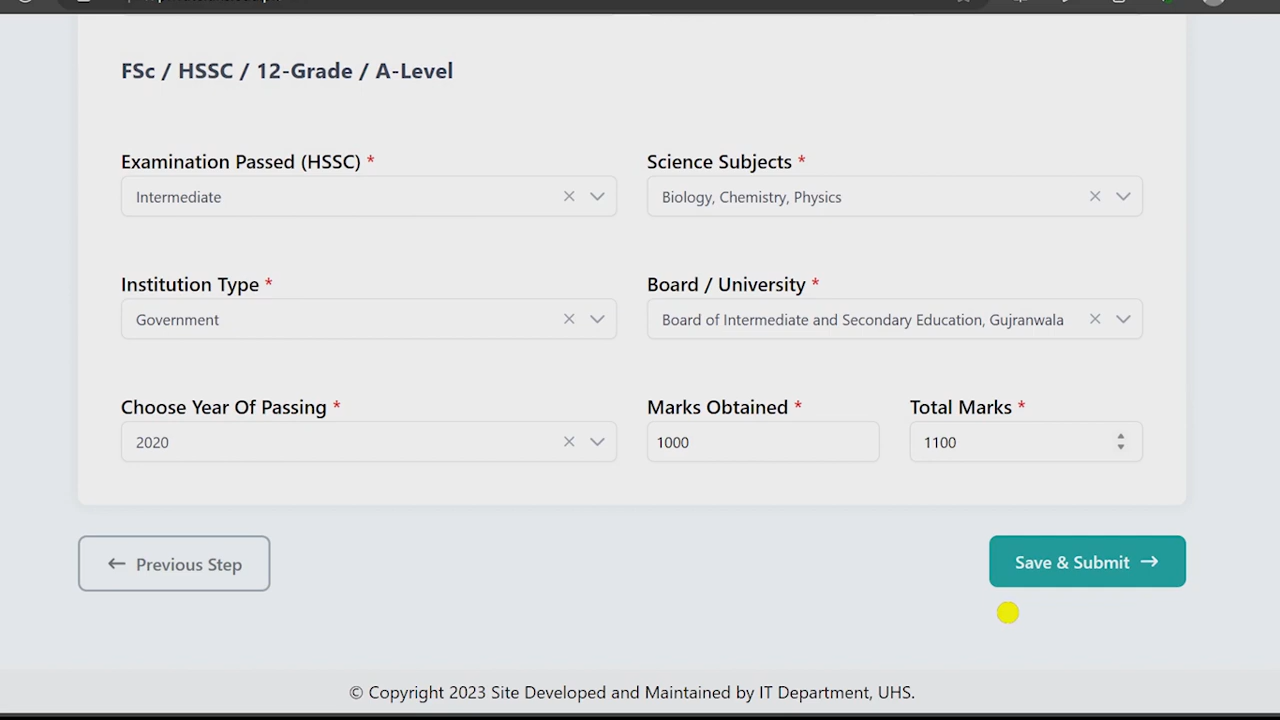 FSc / HSSC / 12-Grade / A-Level
Examination Passed (HSSC) *
Science Subjects *
Intermediate
Biology, Chemistry, Physics
Institution Type *
Board / University *
Government
Board of Intermediate and Secondary Education, Gujranwala
Choose Year Of Passing *
Marks Obtained *
Total Marks *
2020
1000
1100
← Previous Step
Save & Submit →
© Copyright 2023 Site Developed and Maintained by IT Department, UHS.